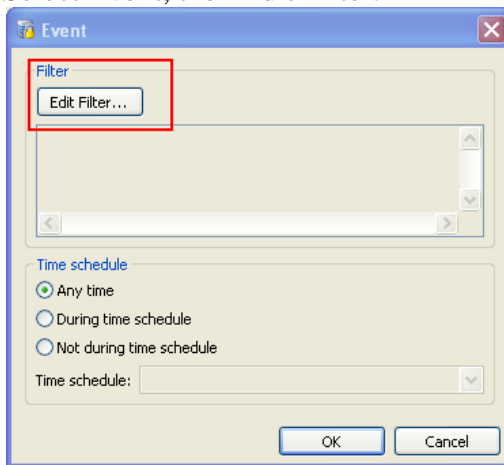 Event
Filter
Edit Filter...
Time schedule
Any time
During time schedule
Not during time schedule
Time schedule:
OK Cancel